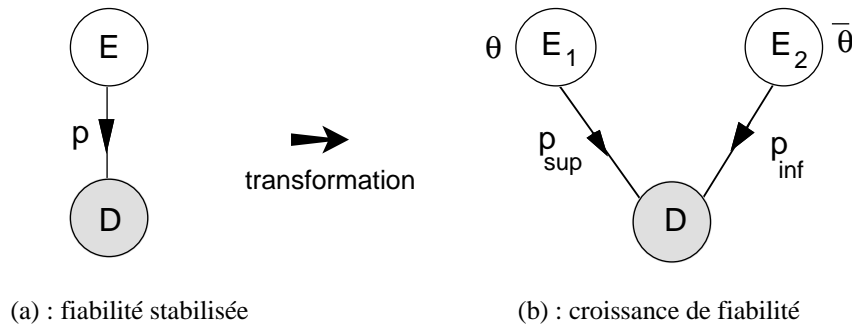 E
p
D
transformation
θ
E1
E2
θ̅
psup
pinf
D
(a) : fiabilité stabilisée
(b) : croissance de fiabilité